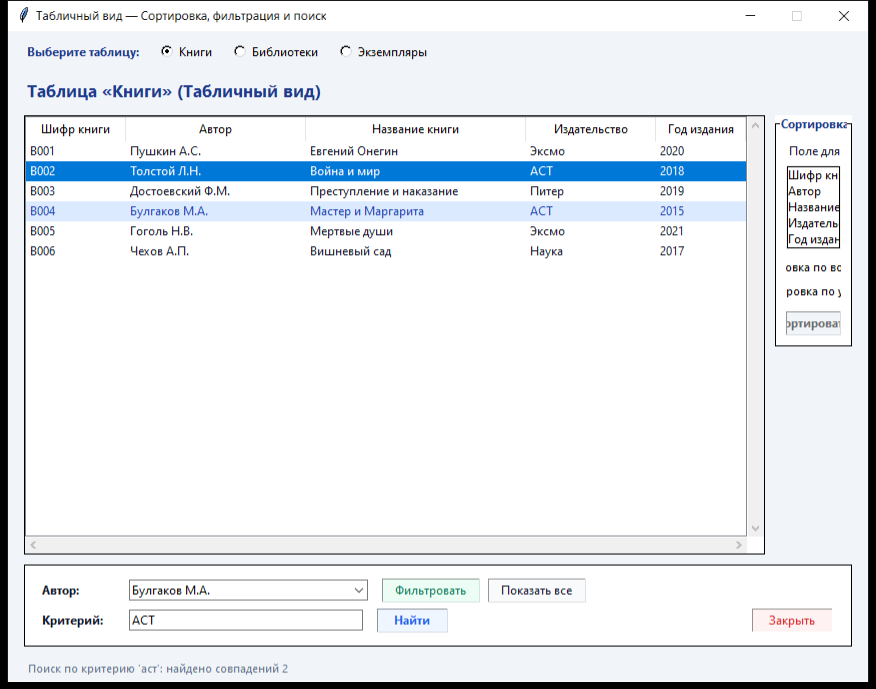 Табличный вид — Сортировка, фильтрация и поиск
Выберите таблицу: Книги Библиотеки Экземпляры
Таблица «Книги» (Табличный вид)
Шифр книги Автор Название книги Издательство Год издания
B001 Пушкин А.С. Евгений Онегин Эксмо 2020
B002 Толстой Л.Н. Война и мир АСТ 2018
B003 Достоевский Ф.М. Преступление и наказание Питер 2019
B004 Булгаков М.А. Мастер и Маргарита АСТ 2015
B005 Гоголь Н.В. Мертвые души Эксмо 2021
B006 Чехов А.П. Вишневый сад Наука 2017
Сортировка
Поле для
Шифр кн
Автор
Название
Издатель
Год издан
овка по вс
ровка по у
ортироват
Автор: Булгаков М.А. Фильтровать Показать все
Критерий: АСТ Найти Закрыть
Поиск по критерию 'аст': найдено совпадений 2